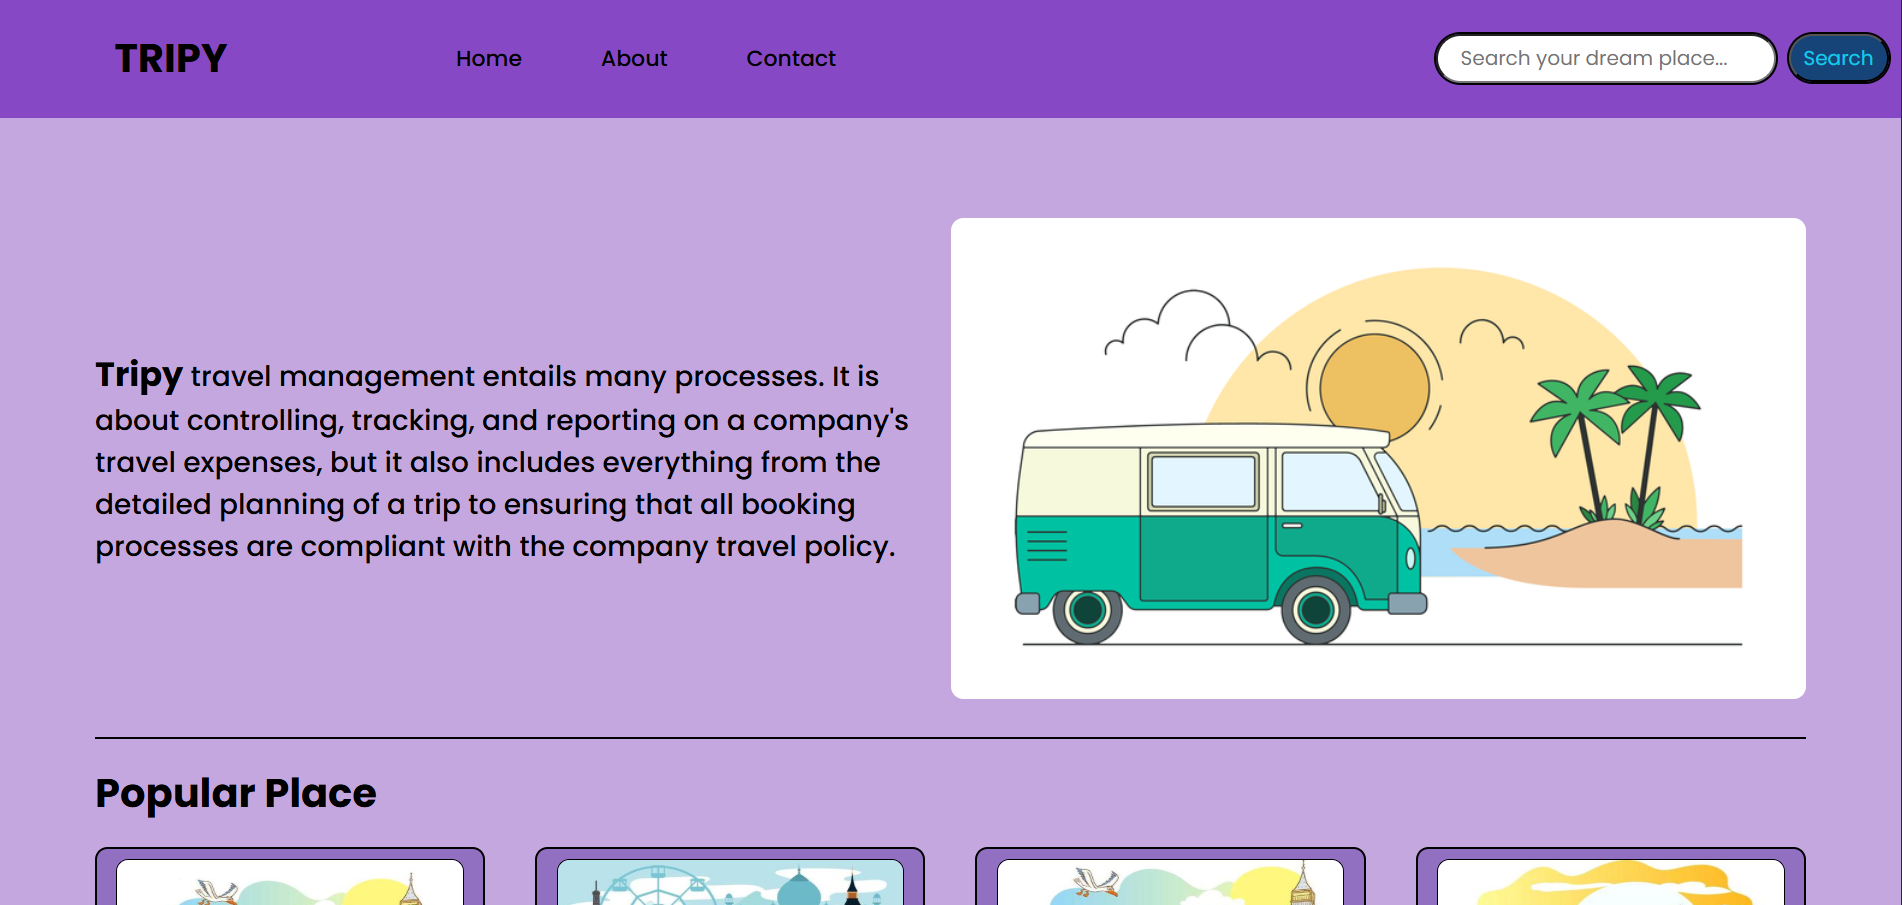 TRIPY
Home
About
Contact
Search your dream place...
Search
Tripy travel management entails many processes. It is
about controlling, tracking, and reporting on a company's
travel expenses, but it also includes everything from the
detailed planning of a trip to ensuring that all booking
processes are compliant with the company travel policy.
Popular Place